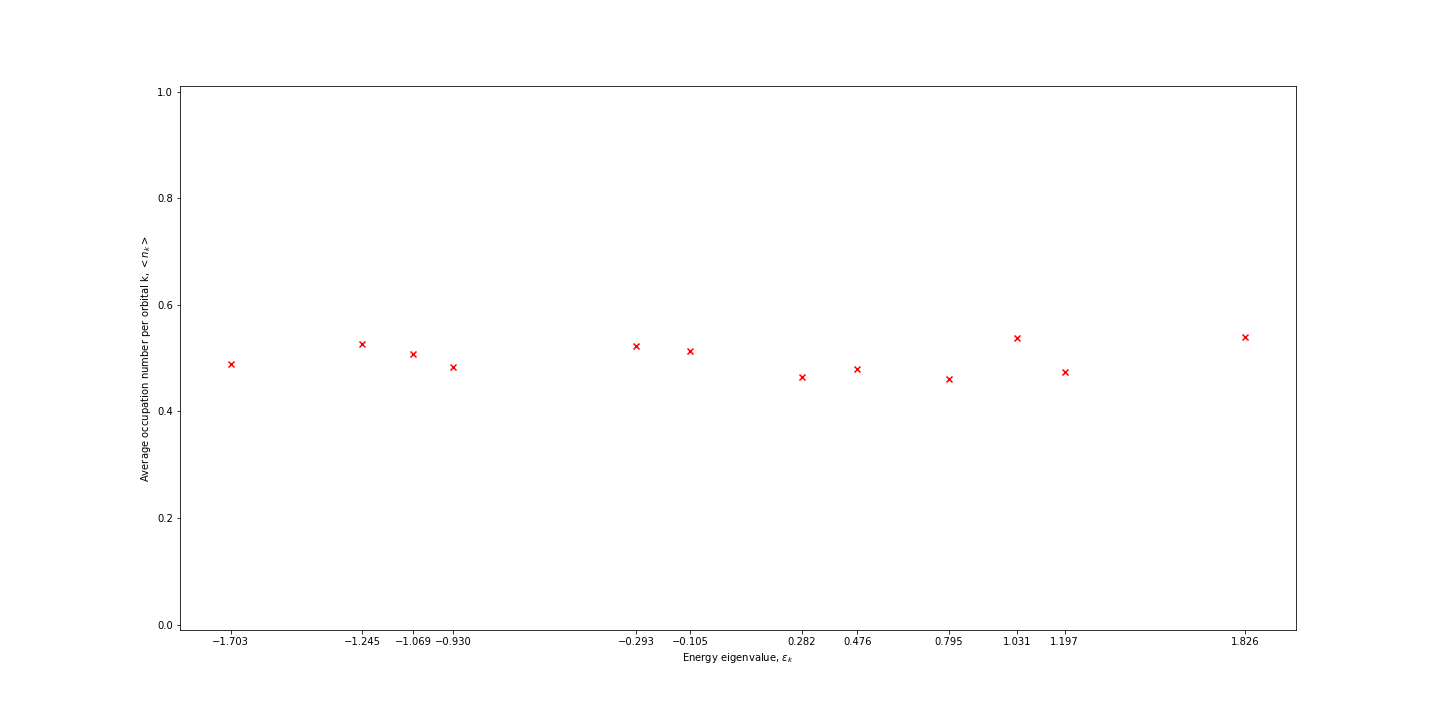 1.0
0.8
0.6
0.4
0.2
0.0
Average occupation number per orbital k, < n_k >
−1.703 −1.245 −1.069 −0.930 −0.293 −0.105 0.282 0.476 0.795 1.031 1.197 1.826
Energy eigenvalue, ε_k